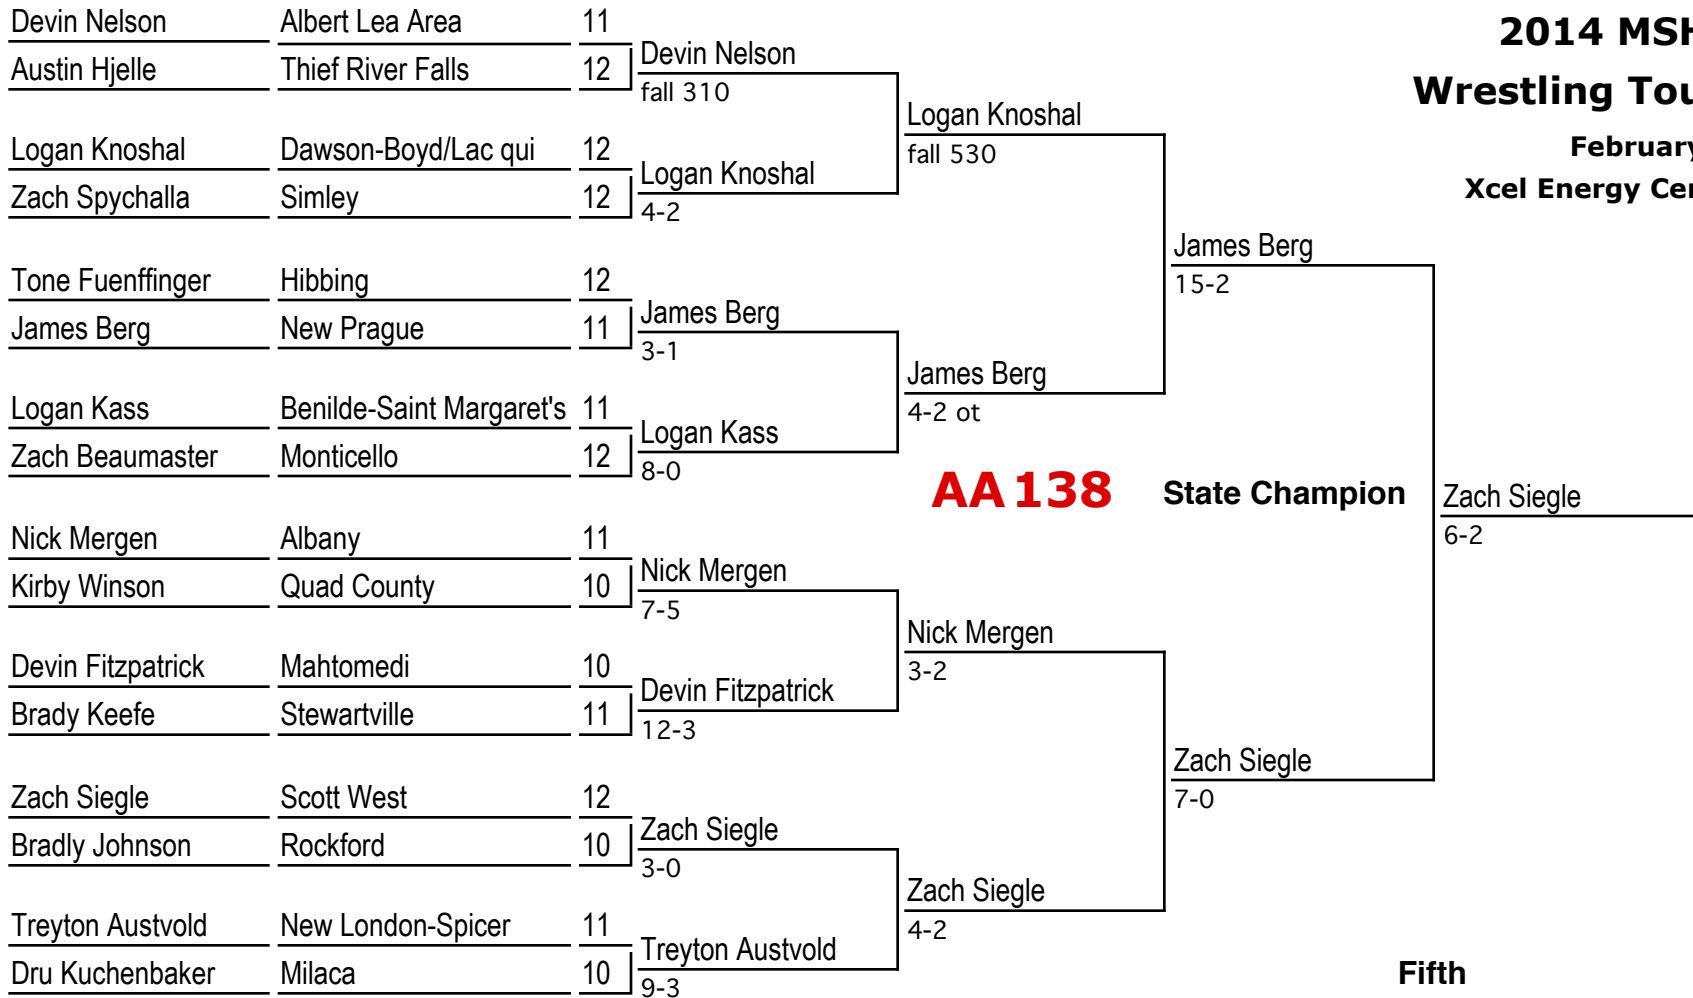 Devin Nelson Albert Lea Area 11
Austin Hjelle Thief River Falls 12
Devin Nelson
fall 310
Logan Knoshal Dawson-Boyd/Lac qui 12
Zach Spychalla Simley 12
Logan Knoshal
4-2
Logan Knoshal
fall 530
Tone Fuenffinger Hibbing 12
James Berg New Prague 11
James Berg
3-1
Logan Kass Benilde-Saint Margaret's 11
Zach Beaumaster Monticello 12
Logan Kass
8-0
James Berg
4-2 ot
James Berg
15-2
Nick Mergen Albany 11
Kirby Winson Quad County 10
Nick Mergen
7-5
Devin Fitzpatrick Mahtomedi 10
Brady Keefe Stewartville 11
Devin Fitzpatrick
12-3
Nick Mergen
3-2
Zach Siegle Scott West 12
Bradly Johnson Rockford 10
Zach Siegle
3-0
Treyton Austvold New London-Spicer 11
Dru Kuchenbaker Milaca 10
Treyton Austvold
9-3
Zach Siegle
4-2
Zach Siegle
7-0
AA 138 State Champion
Zach Siegle
6-2
2014
Wrestling
February
Xcel Energy
Fifth